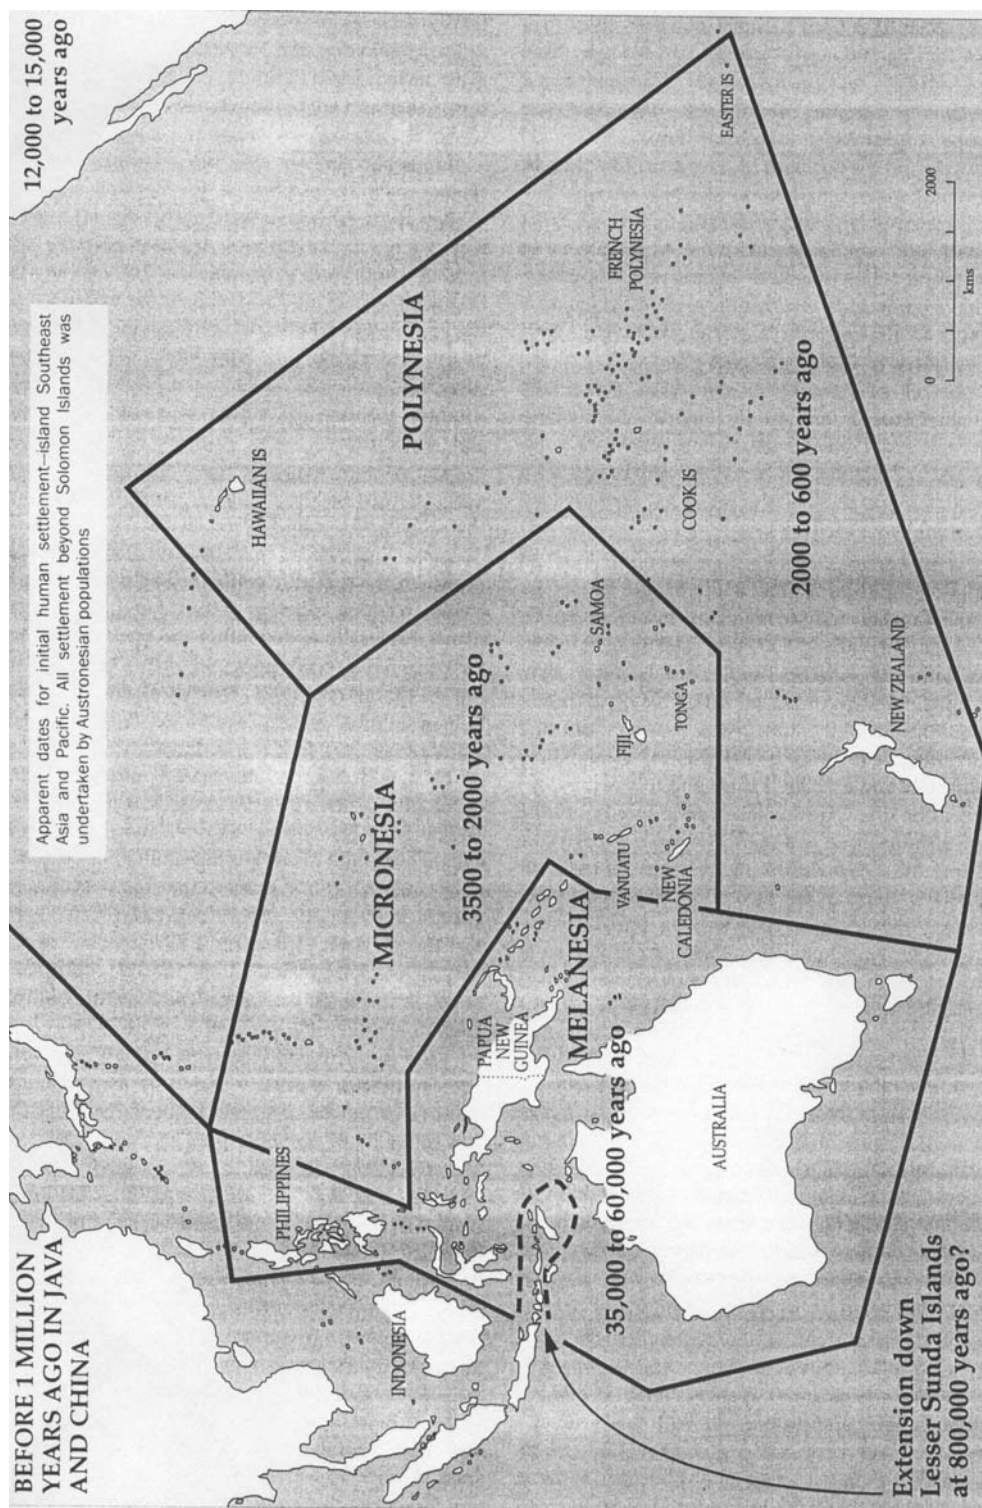 BEFORE 1 MILLION
YEARS AGO IN JAVA
AND CHINA
Apparent dates for initial human settlement–island Southeast
Asia and Pacific. All settlement beyond Solomon Islands was
undertaken by Austronesian populations
12,000 to 15,000
years ago
HAWAIIAN IS
PHILIPPINES
MICRONESIA
POLYNESIA
INDONESIA
3500 to 2000 years ago
PAPUA
NEW
GUINEA
MELANESIA
SAMOA
FIJI
VANUATU
TONGA
NEW
CALEDONIA
FRENCH
POLYNESIA
COOK IS
EASTER IS
35,000 to 60,000 years ago
AUSTRALIA
2000 to 600 years ago
NEW ZEALAND
0
2000
kms
Extension down
Lesser Sunda Islands
at 800,000 years ago?